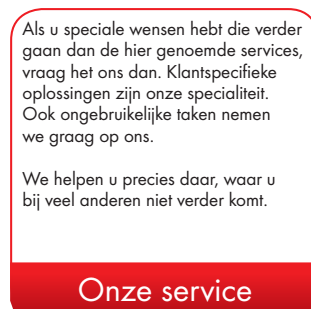 Als u speciale wensen hebt die verder
gaan dan de hier genoemde services,
vraag het ons dan. Klantspecifieke
oplossingen zijn onze specialiteit.
Ook ongebruikelijke taken nemen
we graag op ons.
We helpen u precies daar, waar u
bij veel anderen niet verder komt.
Onze service